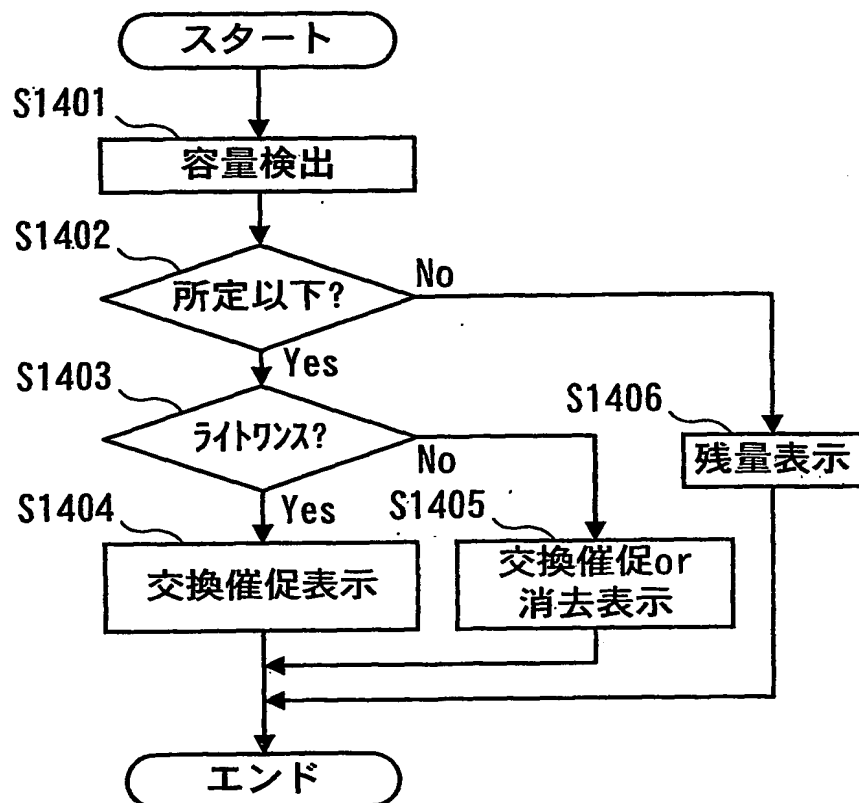 スタート
S1401
容量検出
S1402
所定以下?
No
Yes
S1403
ライトワンス?
No
Yes
S1406
残量表示
S1404
交換催促表示
S1405
交換催促or
消去表示
エンド